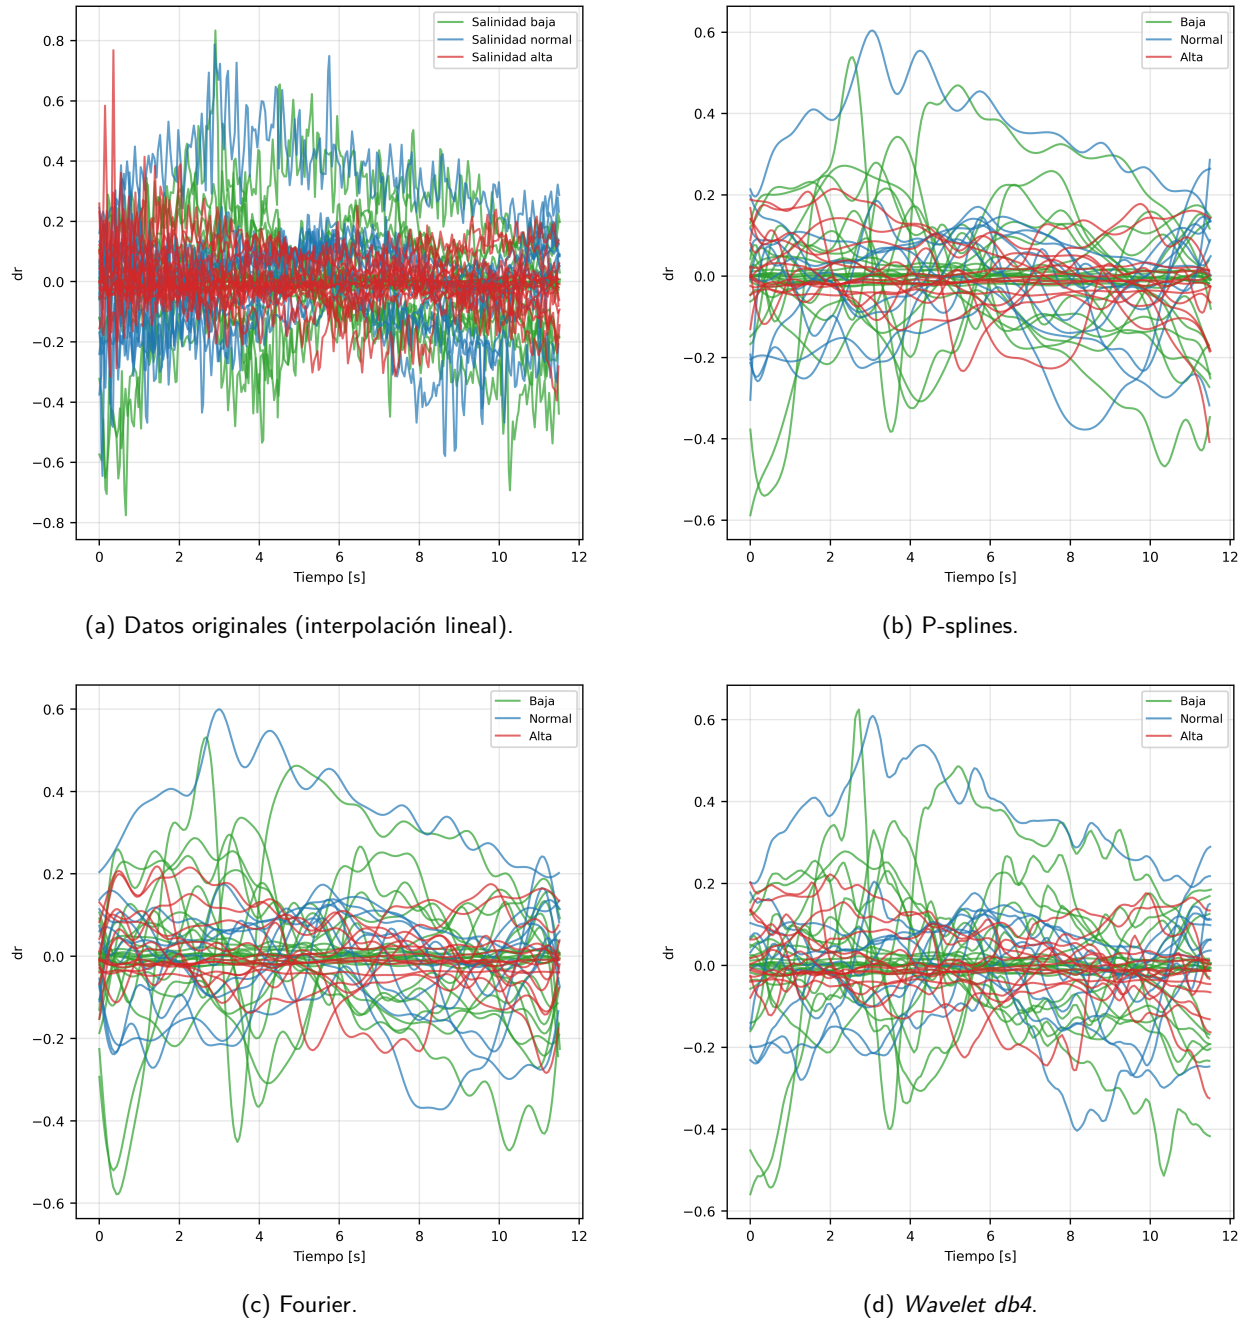 Salinidad baja
Salinidad normal
Salinidad alta
0.8
0.6
0.4
0.2
0.0
−0.2
−0.4
−0.6
−0.8
dr
0 2 4 6 8 10 12
Tiempo [s]
(a) Datos originales (interpolación lineal).
Baja
Normal
Alta
0.6
0.4
0.2
0.0
−0.2
−0.4
−0.6
dr
0 2 4 6 8 10 12
Tiempo [s]
(b) P-splines.
Baja
Normal
Alta
0.6
0.4
0.2
0.0
−0.2
−0.4
−0.6
dr
0 2 4 6 8 10 12
Tiempo [s]
(c) Fourier.
Baja
Normal
Alta
0.6
0.4
0.2
0.0
−0.2
−0.4
−0.6
dr
0 2 4 6 8 10 12
Tiempo [s]
(d) Wavelet db4.